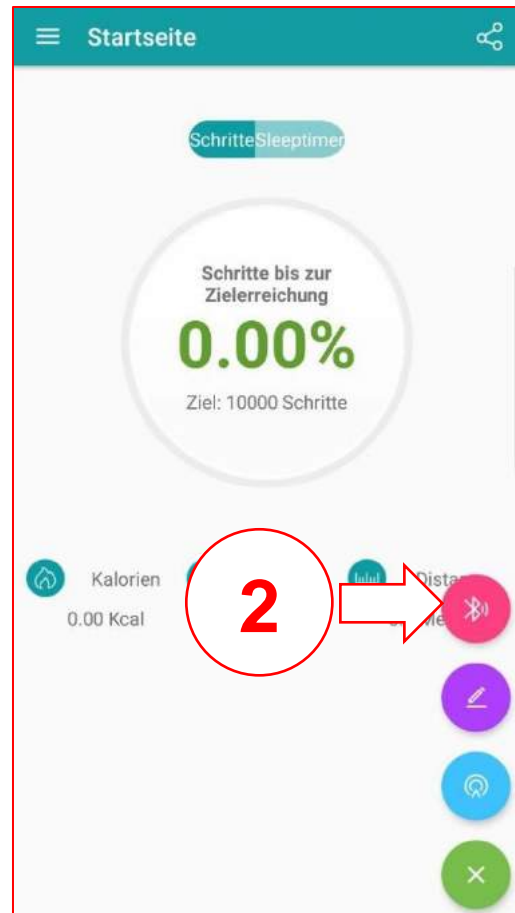 Startseite
Schritte Sleeptimer
Schritte bis zur
Zielerreichung
0.00%
Ziel: 10000 Schritte
Kalorien
0.00 Kcal
2